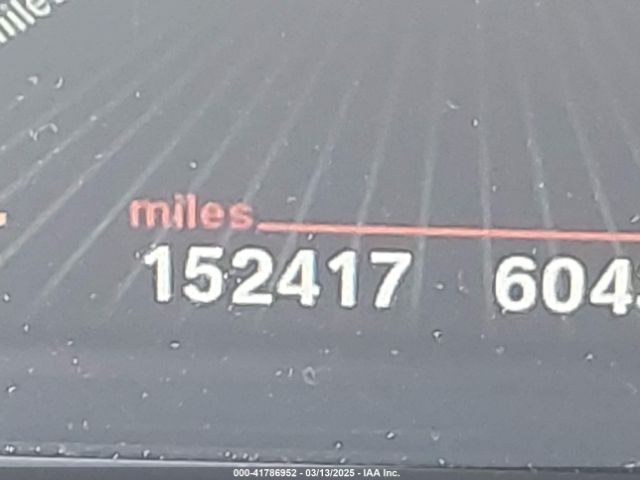 miles
152417 604
000-41786952 - 03/13/2025 - IAA Inc.